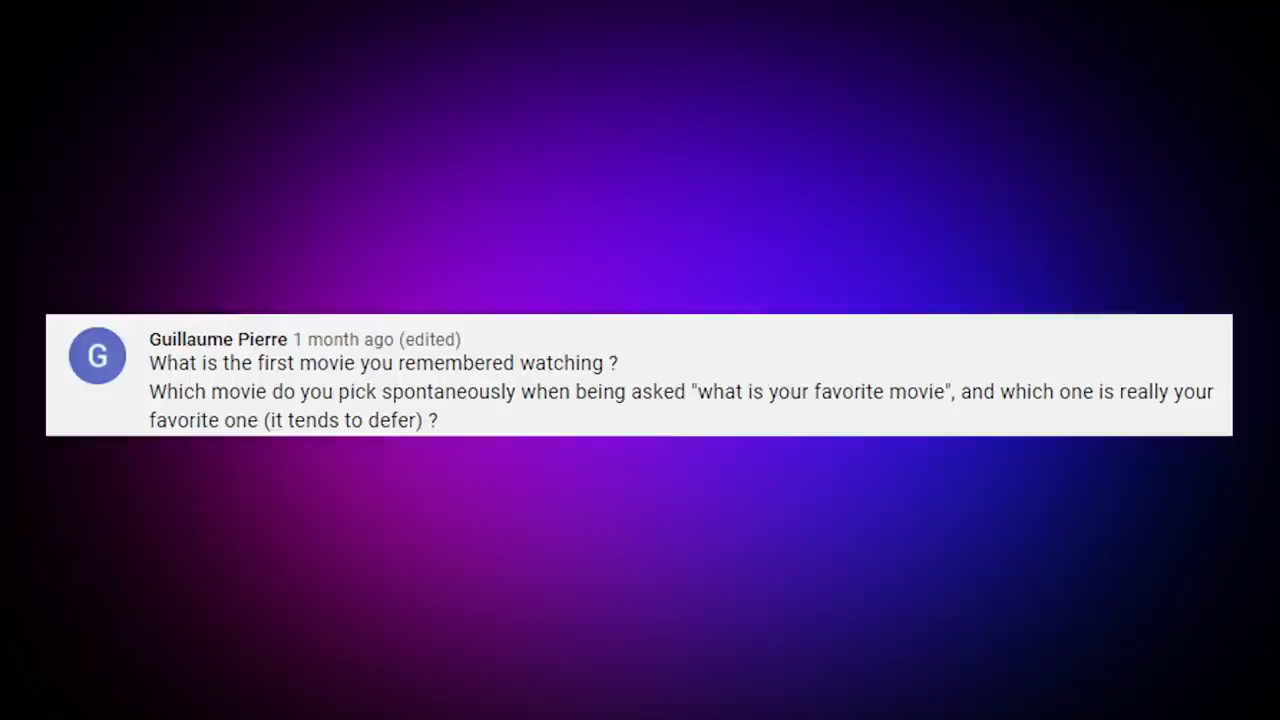 G
Guillaume Pierre 1 month ago (edited)
What is the first movie you remembered watching ?
Which movie do you pick spontaneously when being asked "what is your favorite movie", and which one is really your
favorite one (it tends to defer) ?